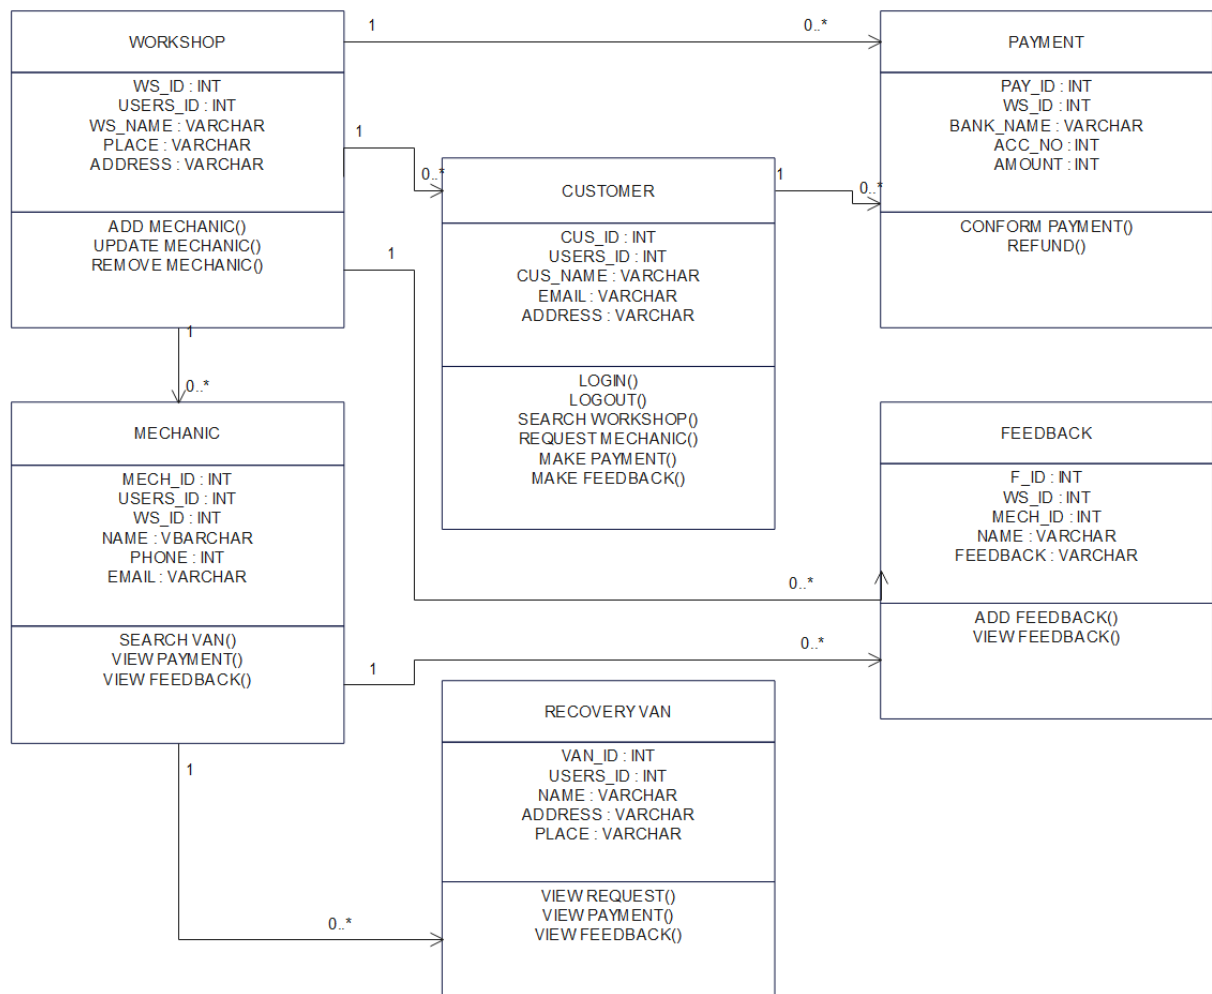 WORKSHOP
WS_ID : INT
USERS_ID : INT
WS_NAME : VARCHAR
PLACE : VARCHAR
ADDRESS : VARCHAR
ADD MECHANIC()
UPDATE MECHANIC()
REMOVE MECHANIC()
1
0..*
PAYMENT
PAY_ID : INT
WS_ID : INT
BANK_NAME : VARCHAR
ACC_NO : INT
AMOUNT : INT
CONFORM PAYMENT()
REFUND()
1
0..*
CUSTOMER
CUS_ID : INT
USERS_ID : INT
CUS_NAME : VARCHAR
EMAIL : VARCHAR
ADDRESS : VARCHAR
LOGIN()
LOGOUT()
SEARCH WORKSHOP()
REQUEST MECHANIC()
MAKE PAYMENT()
MAKE FEEDBACK()
1
0..*
1
0..*
1
0..*
MECHANIC
MECH_ID : INT
USERS_ID : INT
WS_ID : INT
NAME : VBARCHAR
PHONE : INT
EMAIL : VARCHAR
SEARCH VAN()
VIEW PAYMENT()
VIEW FEEDBACK()
FEEDBACK
F_ID : INT
WS_ID : INT
MECH_ID : INT
NAME : VARCHAR
FEEDBACK : VARCHAR
ADD FEEDBACK()
VIEW FEEDBACK()
1
0..*
1
0..*
RECOVERY VAN
VAN_ID : INT
USERS_ID : INT
NAME : VARCHAR
ADDRESS : VARCHAR
PLACE : VARCHAR
VIEW REQUEST()
VIEW PAYMENT()
VIEW FEEDBACK()